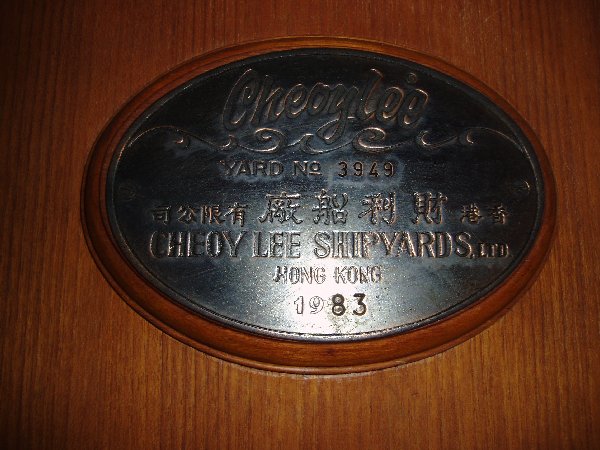 Cheoy Lee
YARD Nº 3949
香港 財利船廠 有限公司
CHEOY LEE SHIPYARDS, LTD
HONG KONG
1983